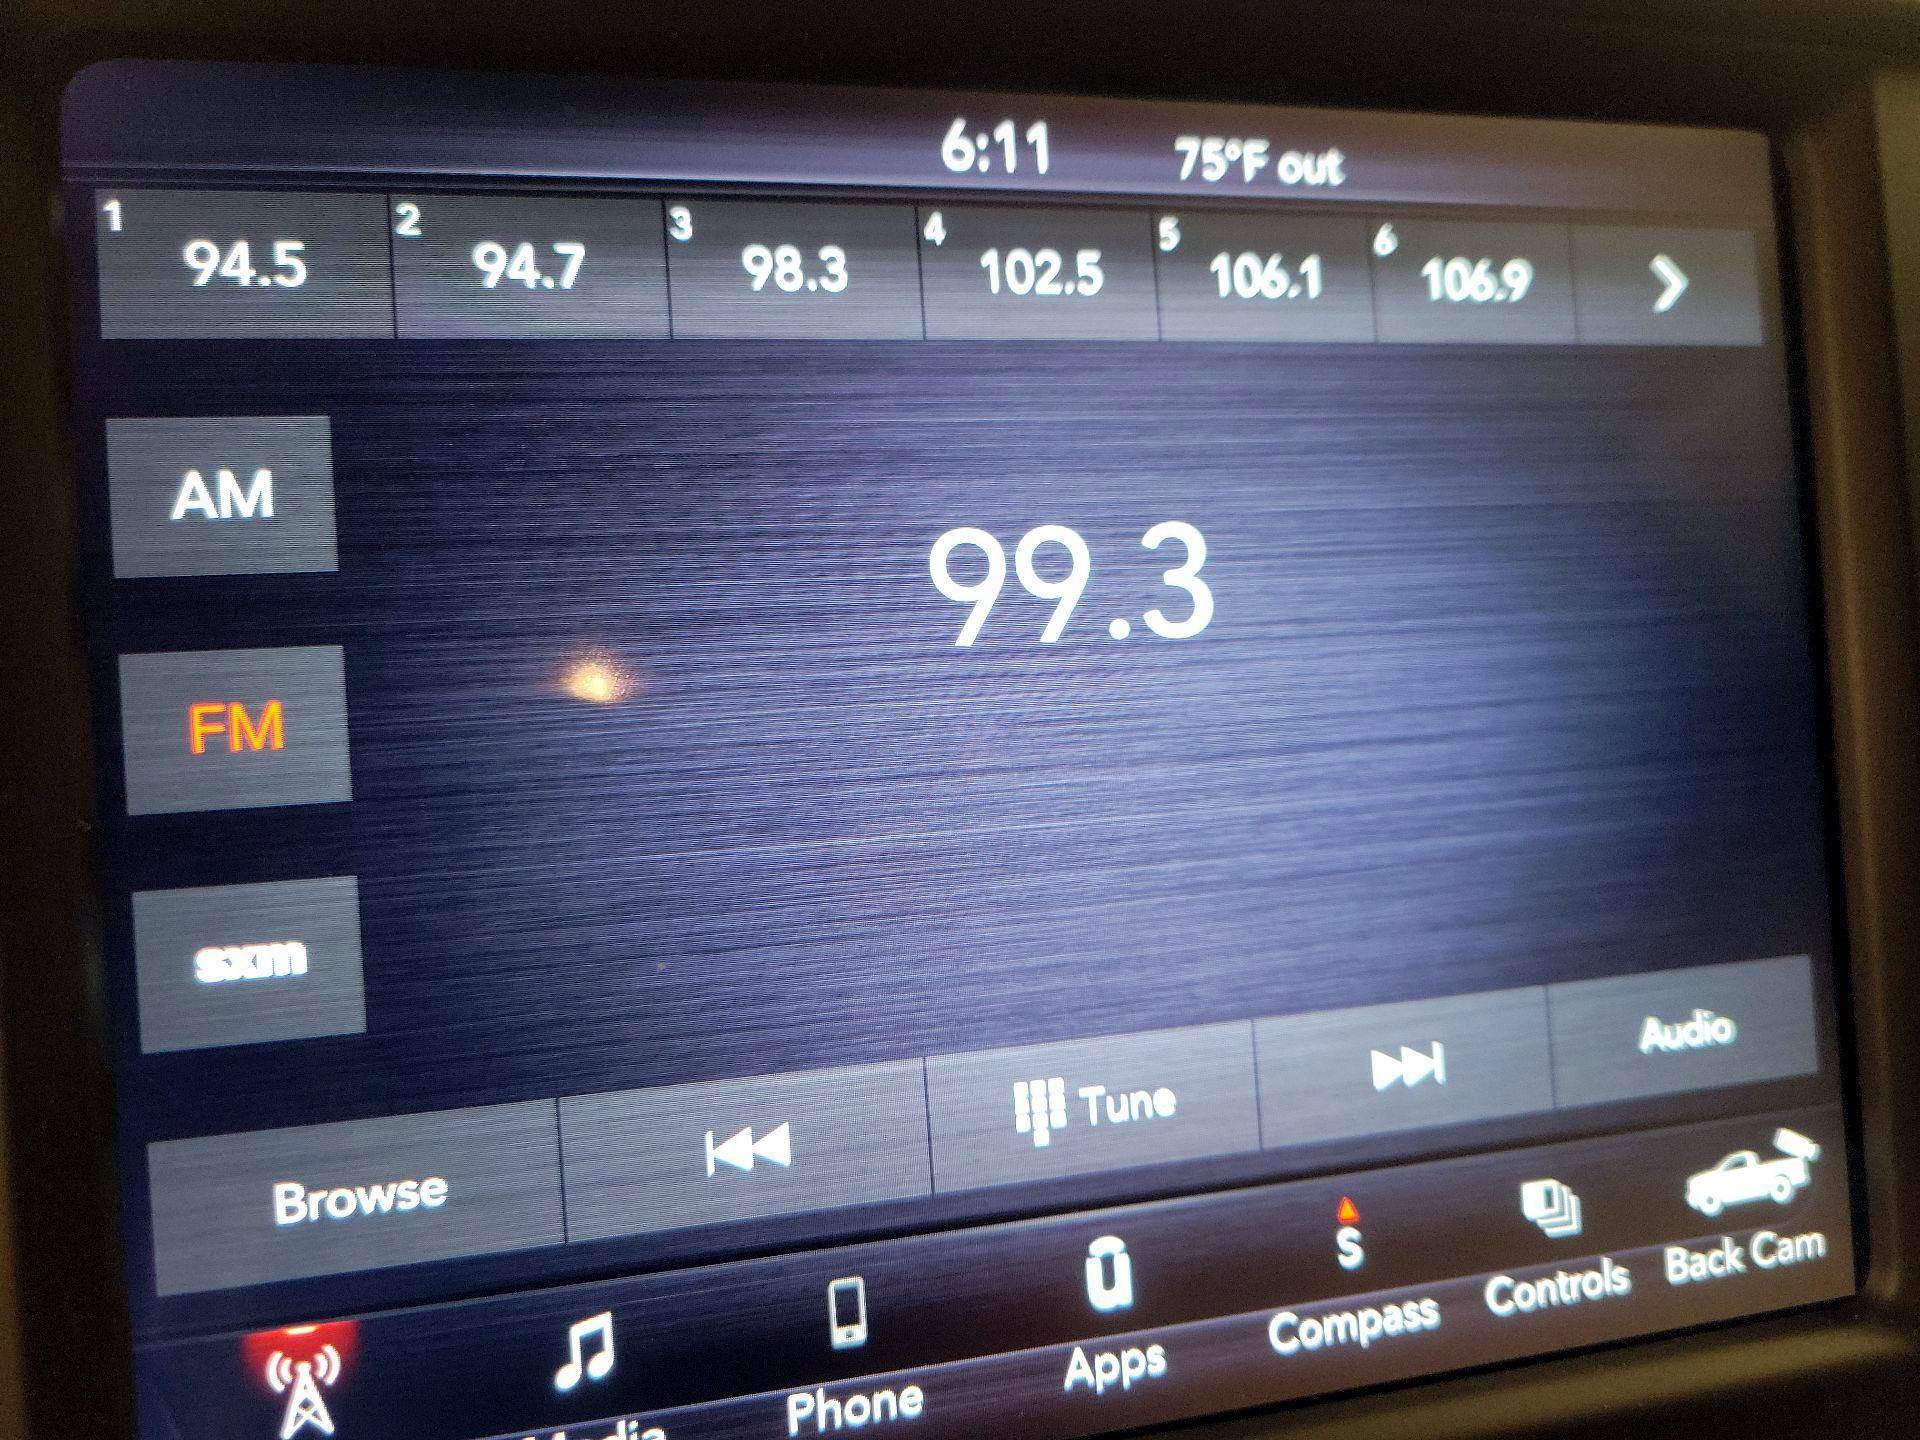 6:11 75°F out
1 94.5 2 94.7 3 98.3 4 102.5 5 106.1 6 106.9
AM
99.3
FM
sxm
Browse Tune Audio
S
Phone Apps Compass Controls Back Cam